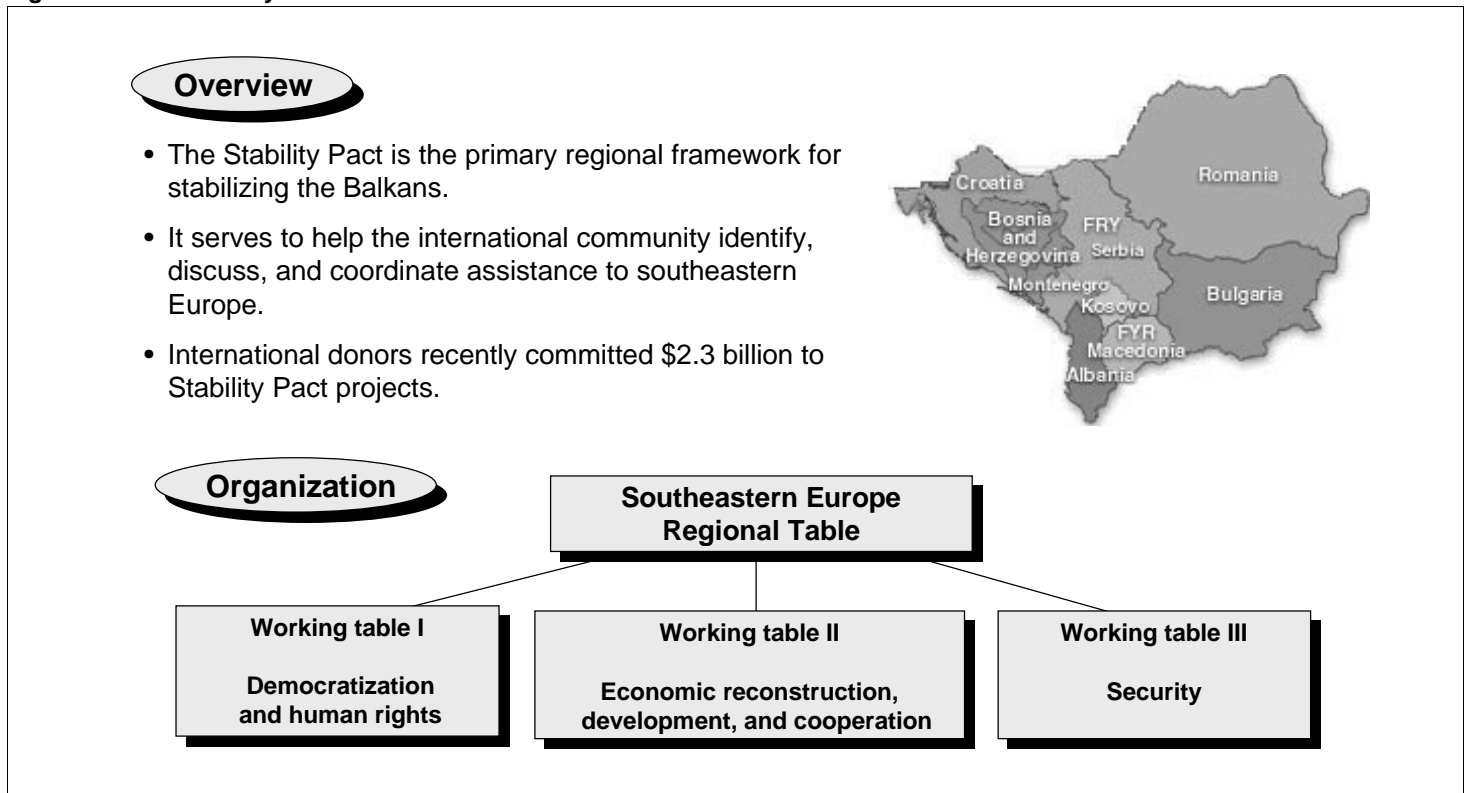 Overview
• The Stability Pact is the primary regional framework for
stabilizing the Balkans.
• It serves to help the international community identify,
discuss, and coordinate assistance to southeastern
Europe.
• International donors recently committed $2.3 billion to
Stability Pact projects.
Croatia
Romania
Bosnia
and
Herzegovina
FRY
Serbia
Montenegro
Kosovo
Bulgaria
FYR
Macedonia
Albania
Organization
Southeastern Europe
Regional Table
Working table I
Democratization
and human rights
Working table II
Economic reconstruction,
development, and cooperation
Working table III
Security